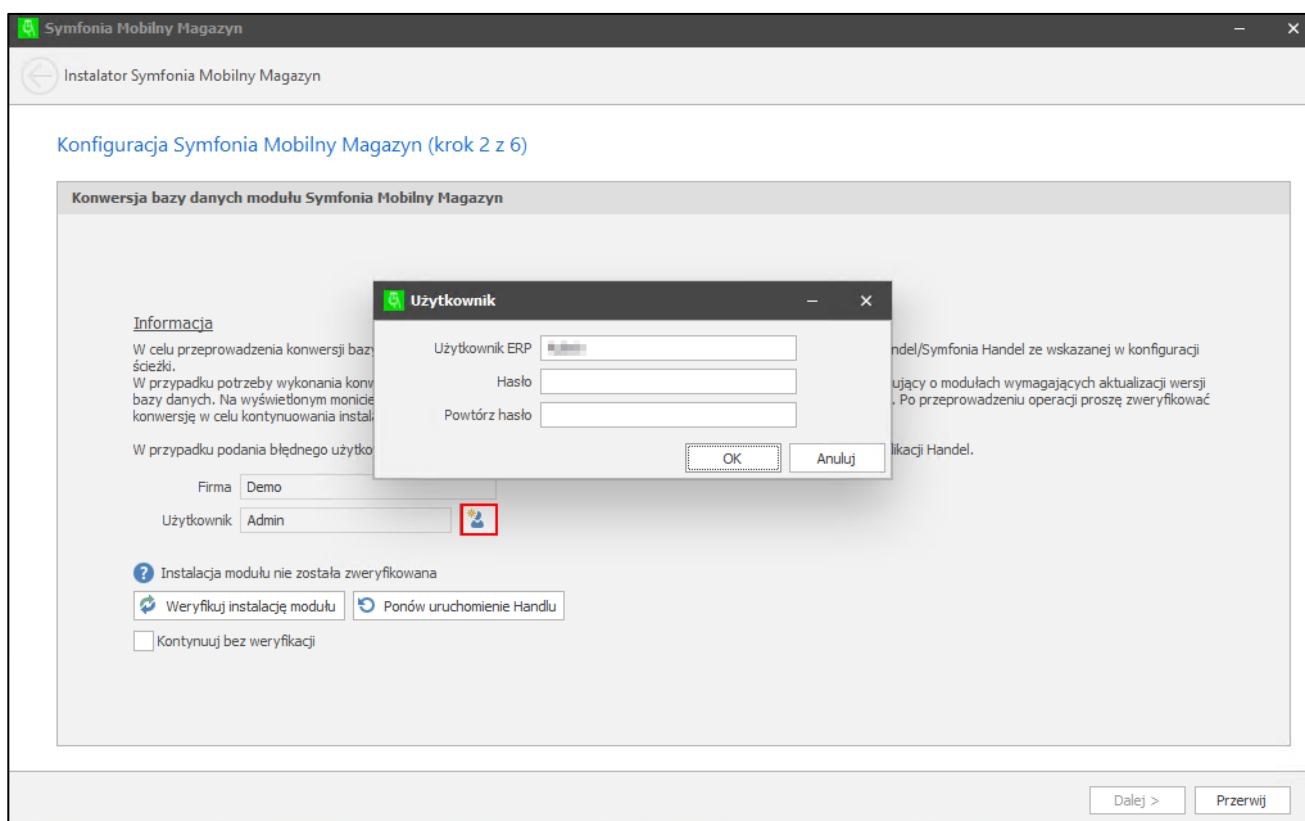 Symfonia Mobilny Magazyn
Instalator Symfonia Mobilny Magazyn
Konfiguracja Symfonia Mobilny Magazyn (krok 2 z 6)
Konwersja bazy danych modułu Symfonia Mobilny Magazyn
Użytkownik
Użytkownik ERP
Hasło
Powtórz hasło
OK Anuluj
Informacja
W celu przeprowadzenia konwersji bazy ndel/Symfonia Handel ze wskazanej w konfiguracji
ścieżki.
W przypadku potrzeby wykonania konw ujący o modułach wymagających aktualizacji wersji
bazy danych. Na wyświetlonym monicie . Po przeprowadzeniu operacji proszę zweryfikować
konwersję w celu kontynuowania instal
W przypadku podania błędnego użytko likacji Handel.
Firma Demo
Użytkownik Admin
Instalacja modułu nie została zweryfikowana
Weryfikuj instalację modułu Ponów uruchomienie Handlu
Kontynuuj bez weryfikacji
Dalej > Przerwij